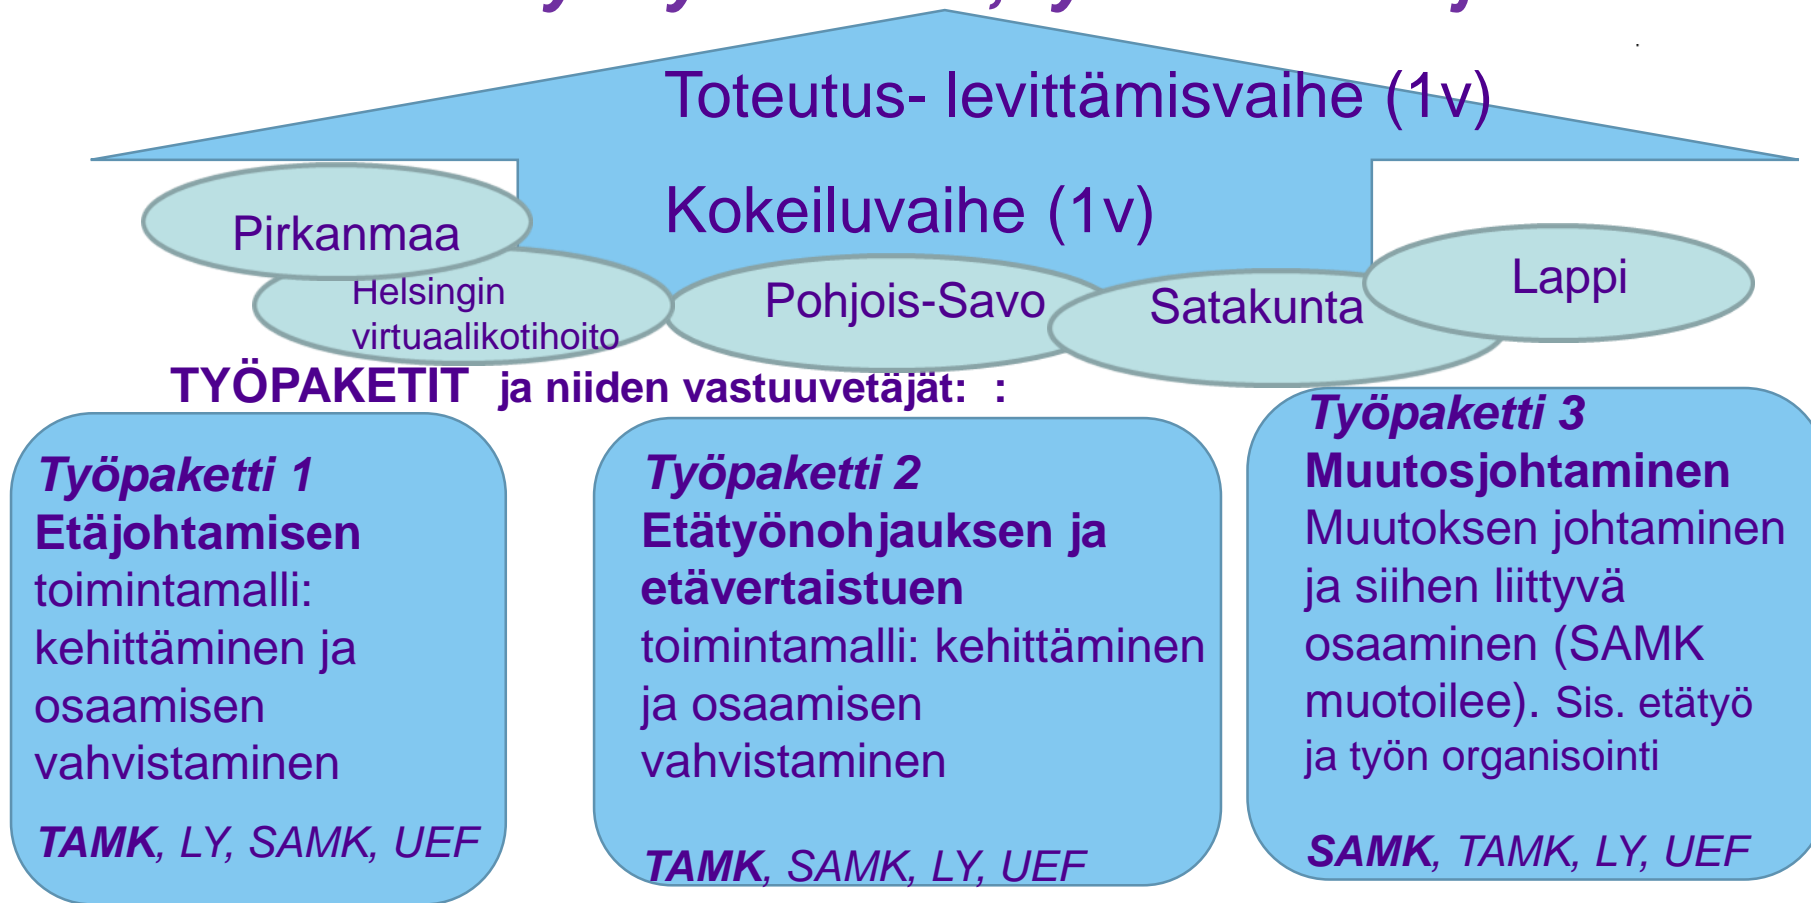 Toteutus- levittämisvaihe (1v)
Kokeiluvaihe (1v)
Pirkanmaa
Helsingin
virtuaalikotihoito
Pohjois-Savo
Satakunta
Lappi
TYÖPAKETIT ja niiden vastuuvetäjät: :
Työpaketti 1
Etäjohtamisen
toimintamalli:
kehittäminen ja
osaamisen
vahvistaminen
TAMK, LY, SAMK, UEF
Työpaketti 2
Etätyönohjauksen ja
etävertaistuen
toimintamalli: kehittäminen
ja osaamisen
vahvistaminen
TAMK, SAMK, LY, UEF
Työpaketti 3
Muutosjohtaminen
Muutoksen johtaminen
ja siihen liittyvä
osaaminen (SAMK
muotoilee). Sis. etätyö
ja työn organisointi
SAMK, TAMK, LY, UEF